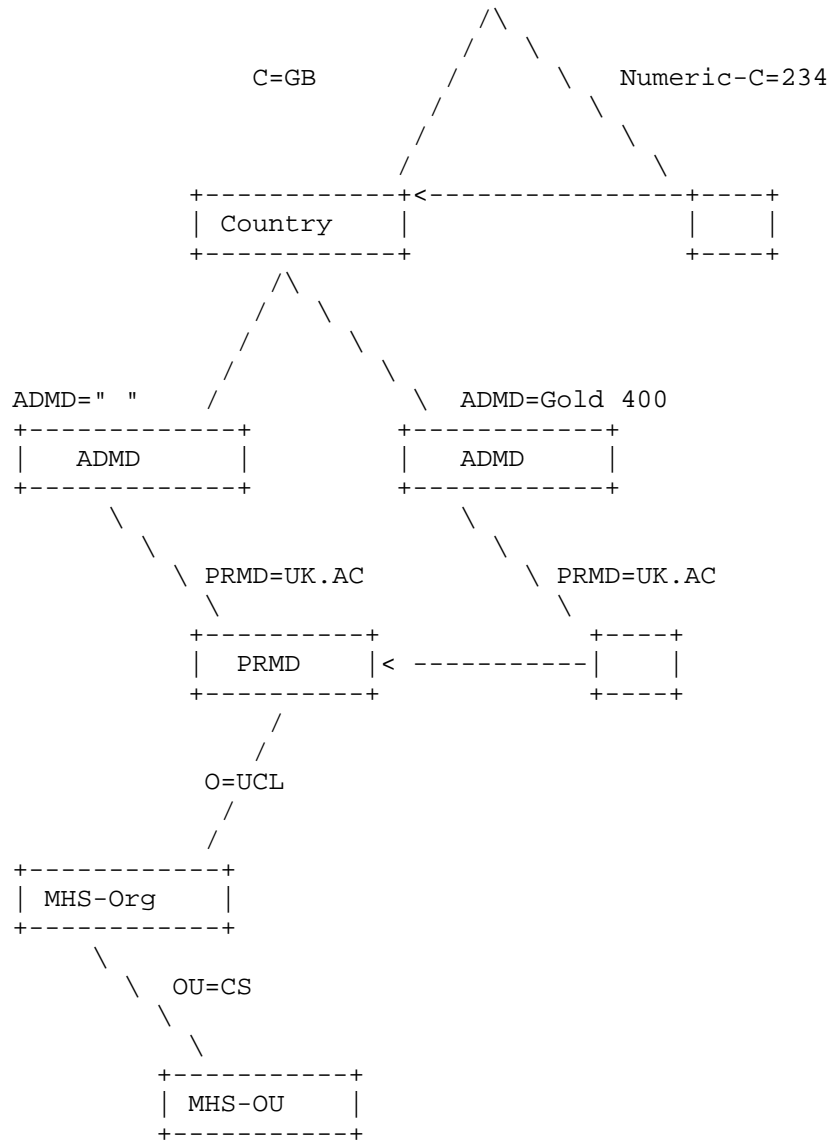 C=GB Numeric-C=234
Country
ADMD=" " ADMD=Gold 400
ADMD ADMD
PRMD=UK.AC PRMD=UK.AC
PRMD
O=UCL
MHS-Org
OU=CS
MHS-OU